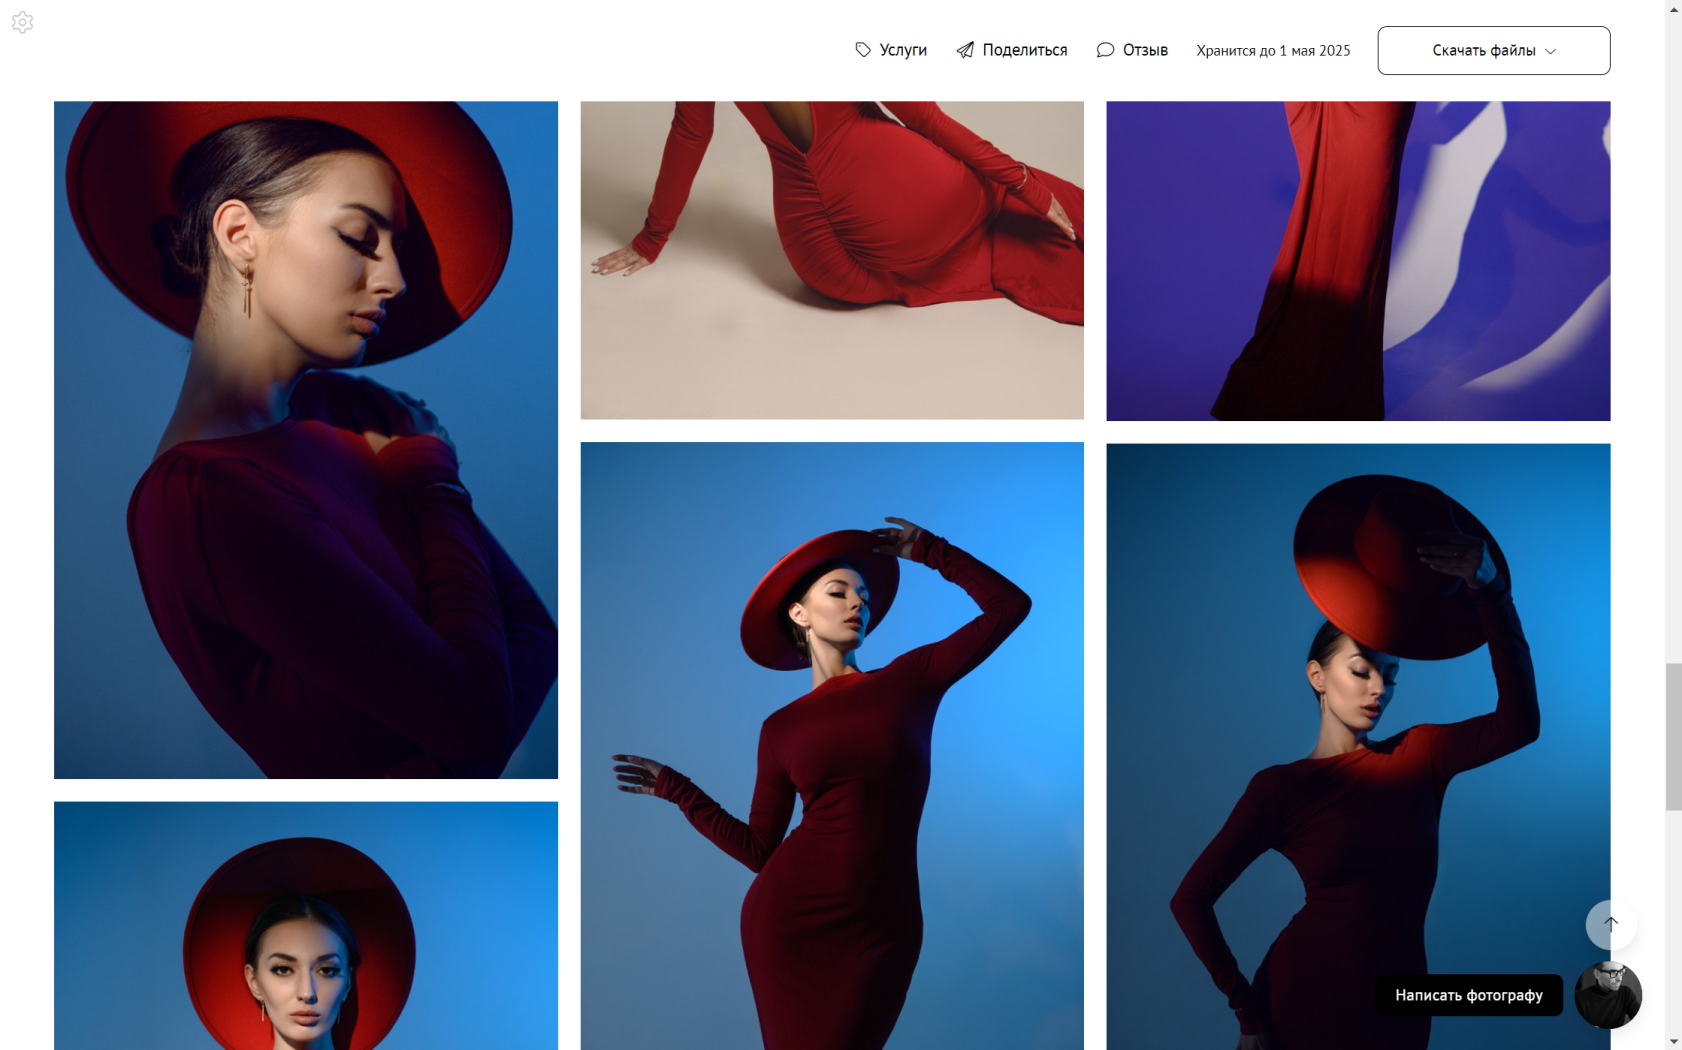 Услуги
Поделиться
Отзыв
Хранится до 1 мая 2025
Скачать файлы
Написать фотографу